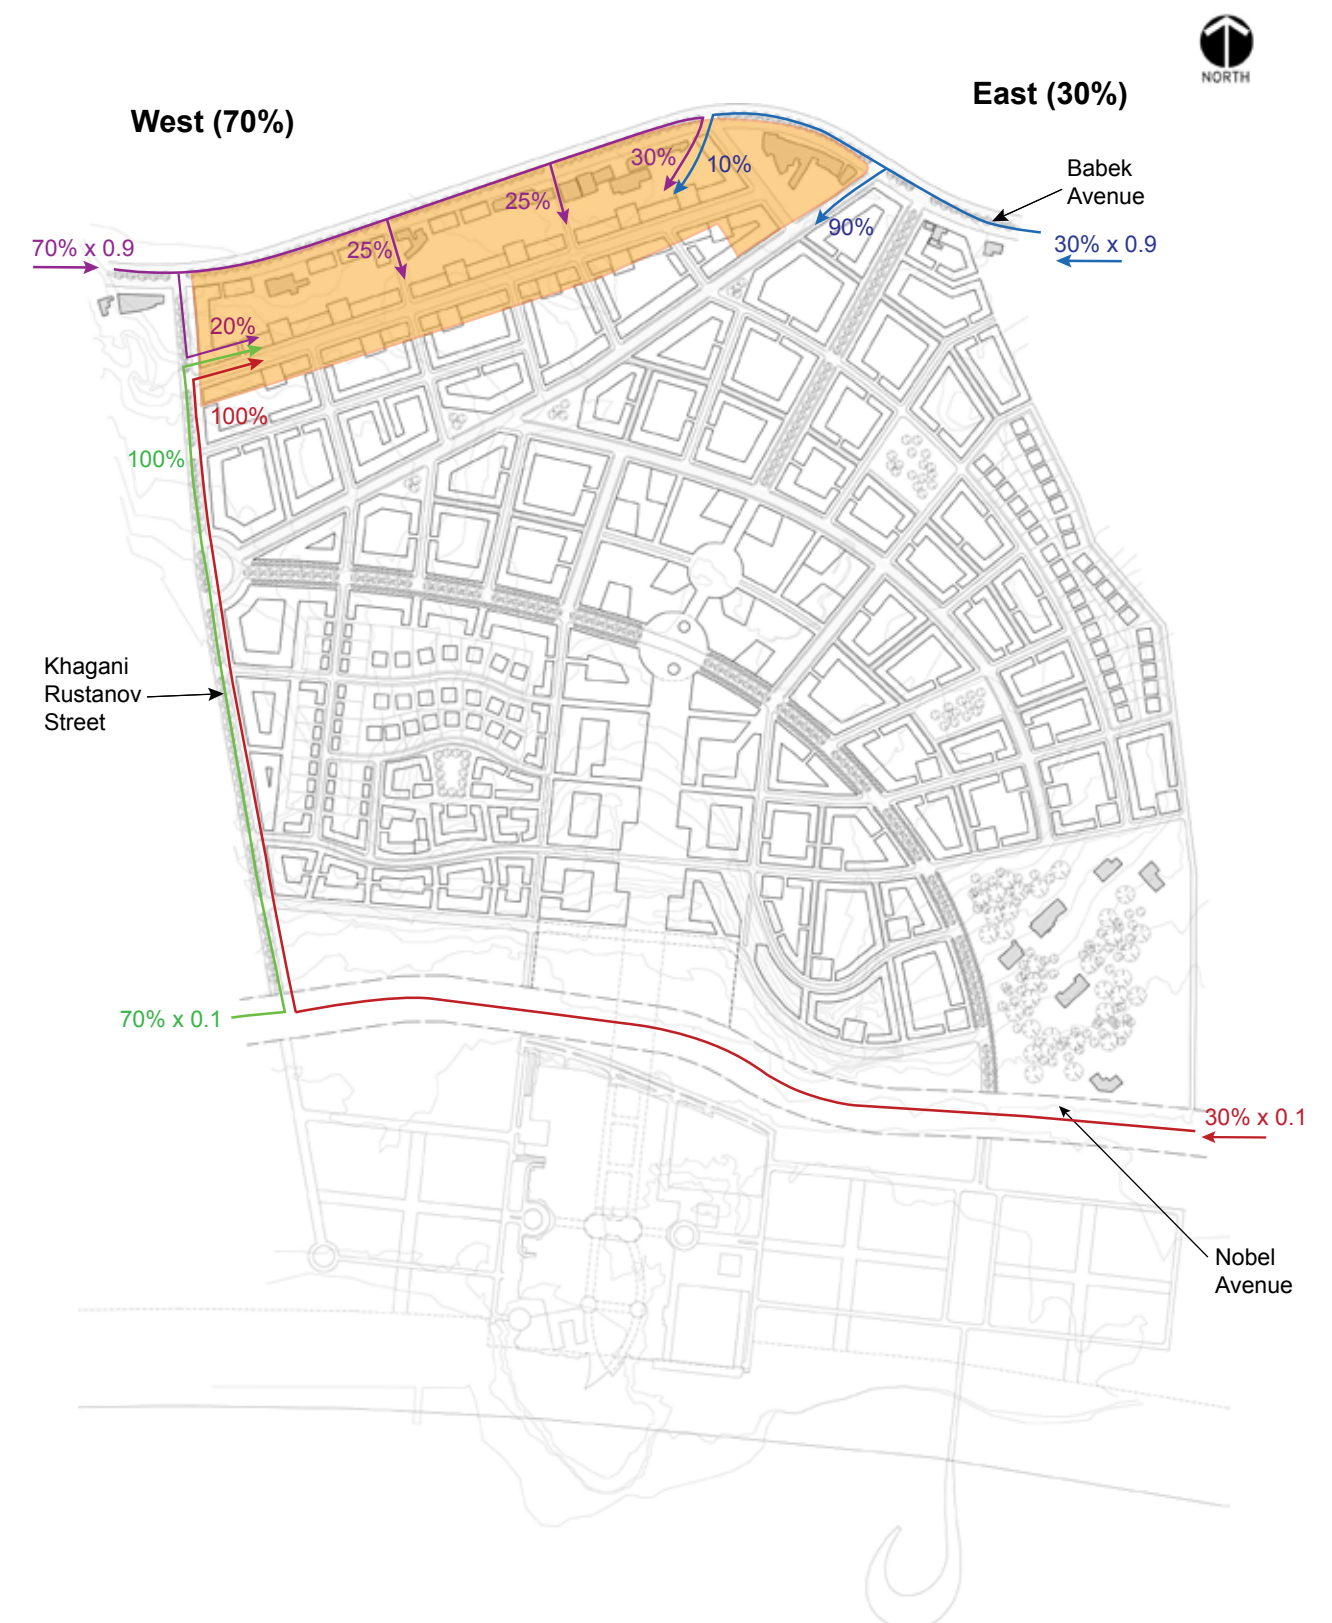 NORTH
East (30%)
West (70%)
30%
10%
Babek
Avenue
25%
90%
25%
70% x 0.9
30% x 0.9
20%
100%
100%
Khagani
Rustanov
Street
70% x 0.1
30% x 0.1
Nobel
Avenue